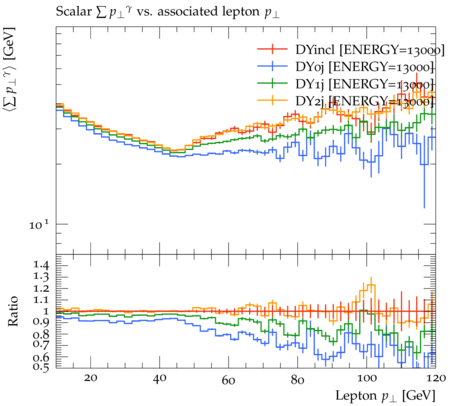 Scalar ∑ p⊥^γ vs. associated lepton p⊥
⟨∑ p⊥^γ⟩ [GeV]
DYincl [ENERGY=13000]
DY0j [ENERGY=13000]
DY1j [ENERGY=13000]
DY2j [ENERGY=13000]
10^1
Ratio
1.4
1.3
1.2
1.1
1
0.9
0.8
0.7
0.6
0.5
20 40 60 80 100 120
Lepton p⊥ [GeV]